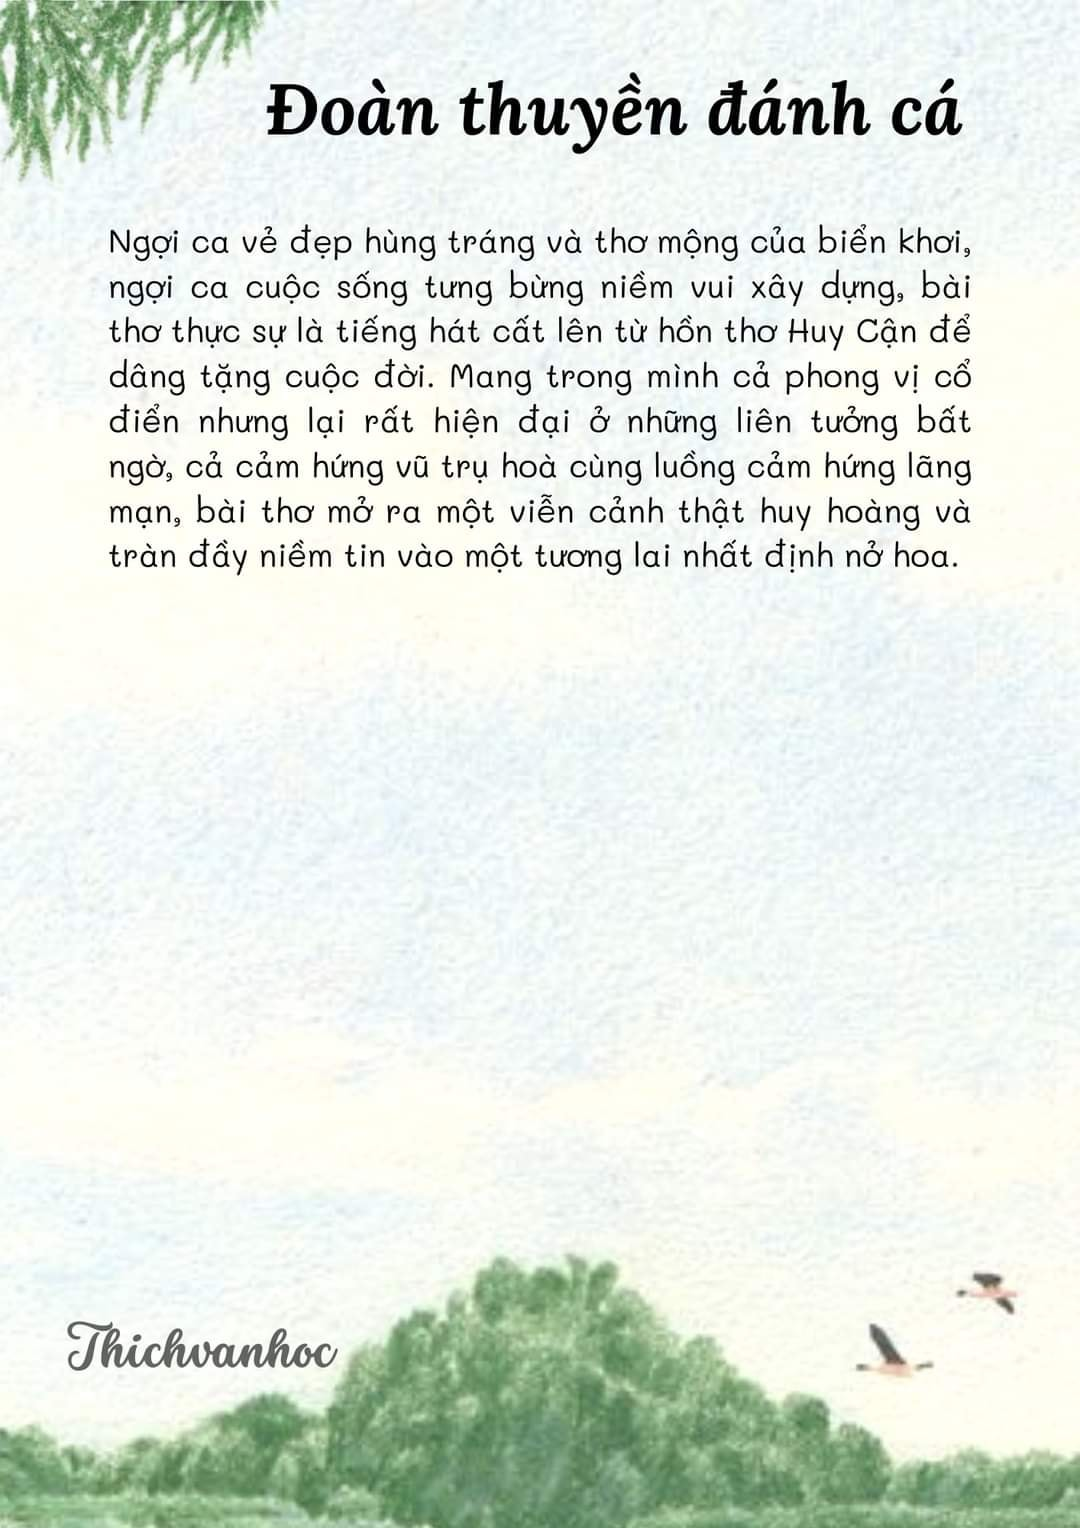 Đoàn thuyền đánh cá
Ngợi ca vẻ đẹp hùng tráng và thơ mộng của biển khơi,
ngợi ca cuộc sống tưng bừng niềm vui xây dựng, bài
thơ thực sự là tiếng hát cất lên từ hồn thơ Huy Cận để
dâng tặng cuộc đời. Mang trong mình cả phong vị cổ
điển nhưng lại rất hiện đại ở những liên tưởng bất
ngờ, cả cảm hứng vũ trụ hoà cùng luồng cảm hứng lãng
mạn, bài thơ mở ra một viễn cảnh thật huy hoàng và
tràn đầy niềm tin vào một tương lai nhất định nở hoa.
Thichvanhoc